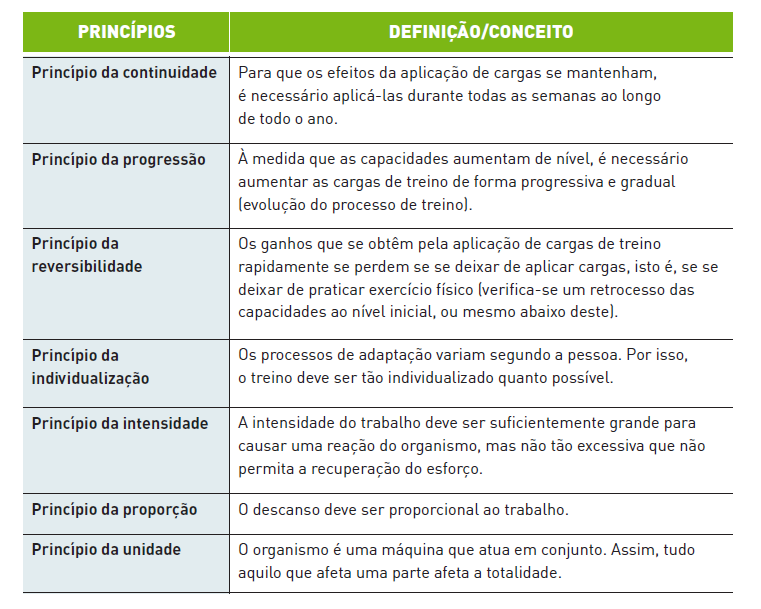 PRINCÍPIOS
DEFINIÇÃO/CONCEITO
Princípio da continuidade
Para que os efeitos da aplicação de cargas se mantenham,
é necessário aplicá-las durante todas as semanas ao longo
de todo o ano.
Princípio da progressão
À medida que as capacidades aumentam de nível, é necessário
aumentar as cargas de treino de forma progressiva e gradual
(evolução do processo de treino).
Princípio da
reversibilidade
Os ganhos que se obtêm pela aplicação de cargas de treino
rapidamente se perdem se se deixar de aplicar cargas, isto é, se se
deixar de praticar exercício físico (verifica-se um retrocesso das
capacidades ao nível inicial, ou mesmo abaixo deste).
Princípio da
individualização
Os processos de adaptação variam segundo a pessoa. Por isso,
o treino deve ser tão individualizado quanto possível.
Princípio da intensidade
A intensidade do trabalho deve ser suficientemente grande para
causar uma reação do organismo, mas não tão excessiva que não
permita a recuperação do esforço.
Princípio da proporção
O descanso deve ser proporcional ao trabalho.
Princípio da unidade
O organismo é uma máquina que atua em conjunto. Assim, tudo
aquilo que afeta uma parte afeta a totalidade.